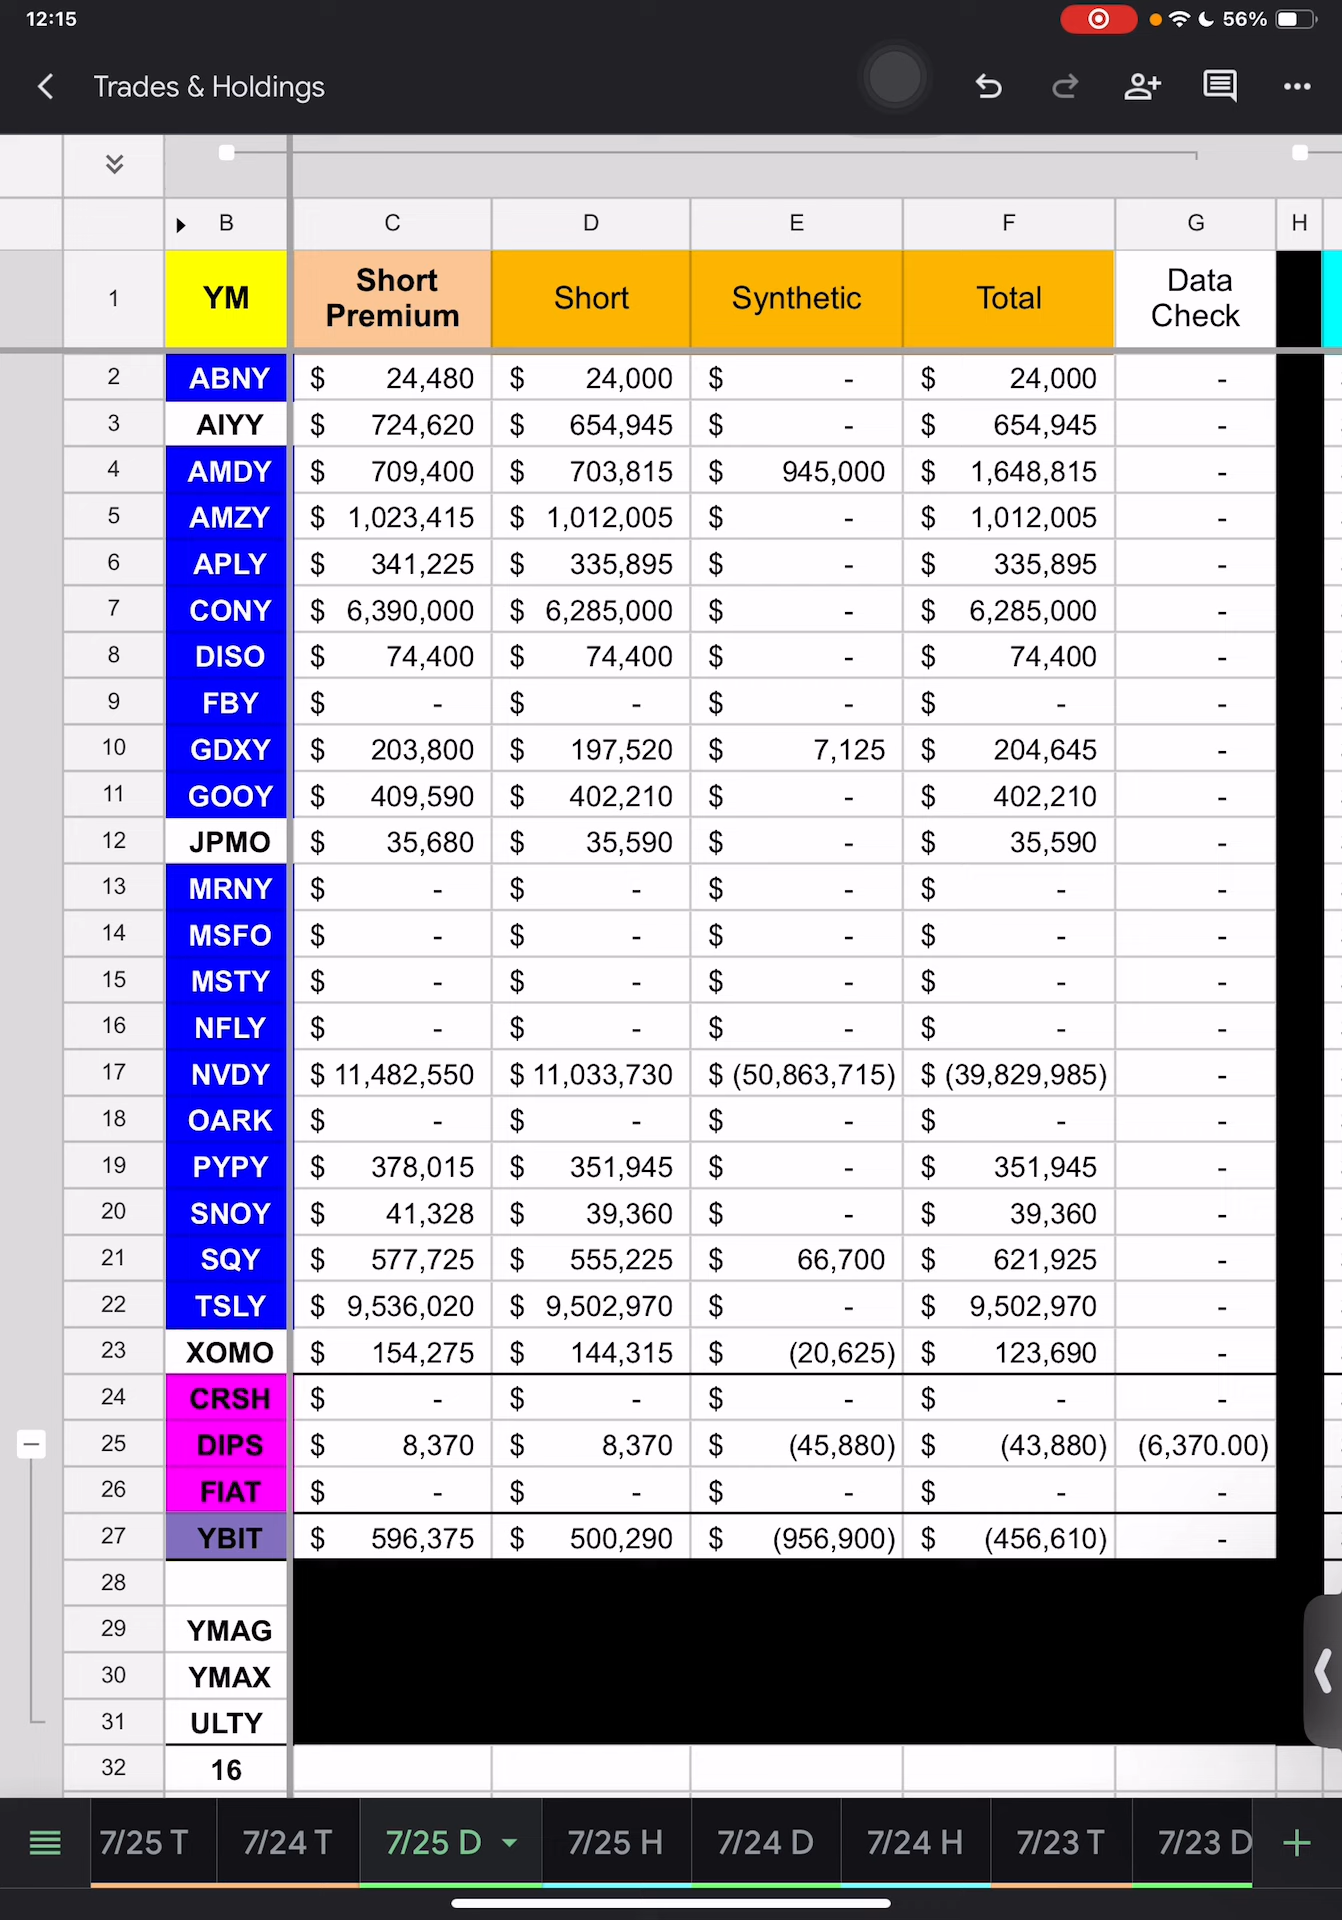 12:15
56%
Trades & Holdings
B C D E F G H
1 YM Short Premium Short Synthetic Total Data Check
2 ABNY $ 24,480 $ 24,000 $ - $ 24,000 -
3 AIYY $ 724,620 $ 654,945 $ - $ 654,945 -
4 AMDY $ 709,400 $ 703,815 $ 945,000 $ 1,648,815 -
5 AMZY $ 1,023,415 $ 1,012,005 $ - $ 1,012,005 -
6 APLY $ 341,225 $ 335,895 $ - $ 335,895 -
7 CONY $ 6,390,000 $ 6,285,000 $ - $ 6,285,000 -
8 DISO $ 74,400 $ 74,400 $ - $ 74,400 -
9 FBY $ - $ - $ - $ - -
10 GDXY $ 203,800 $ 197,520 $ 7,125 $ 204,645 -
11 GOOY $ 409,590 $ 402,210 $ - $ 402,210 -
12 JPMO $ 35,680 $ 35,590 $ - $ 35,590 -
13 MRNY $ - $ - $ - $ - -
14 MSFO $ - $ - $ - $ - -
15 MSTY $ - $ - $ - $ - -
16 NFLY $ - $ - $ - $ - -
17 NVDY $ 11,482,550 $ 11,033,730 $ (50,863,715) $ (39,829,985) -
18 OARK $ - $ - $ - $ - -
19 PYPY $ 378,015 $ 351,945 $ - $ 351,945 -
20 SNOY $ 41,328 $ 39,360 $ - $ 39,360 -
21 SQY $ 577,725 $ 555,225 $ 66,700 $ 621,925 -
22 TSLY $ 9,536,020 $ 9,502,970 $ - $ 9,502,970 -
23 XOMO $ 154,275 $ 144,315 $ (20,625) $ 123,690 -
24 CRSH $ - $ - $ - $ - -
25 DIPS $ 8,370 $ 8,370 $ (45,880) $ (43,880) (6,370.00)
26 FIAT $ - $ - $ - $ - -
27 YBIT $ 596,375 $ 500,290 $ (956,900) $ (456,610) -
28
29 YMAG
30 YMAX
31 ULTY
32 16
7/25 T 7/24 T 7/25 D 7/25 H 7/24 D 7/24 H 7/23 T 7/23 D